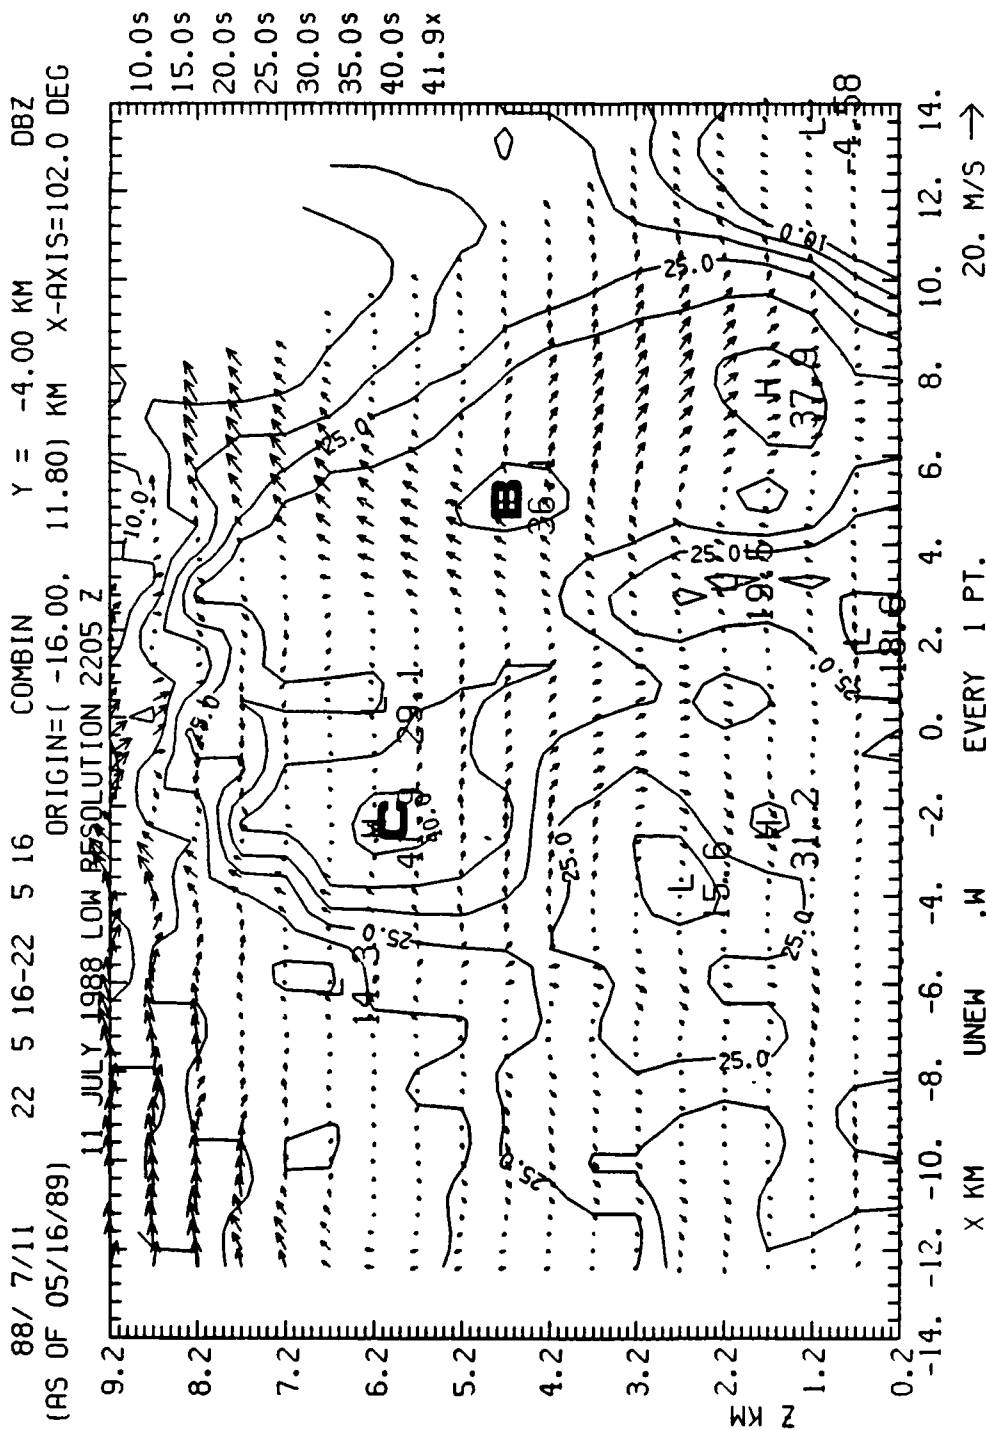 88/ 7/11 22 5 16-22 5 16 COMBIN Y = -4.00 KM DBZ
(AS OF 05/16/89) ORIGIN=( -16.00, 11.80) KM X-AXIS=102.0 DEG
11 JULY 1988 LOW RESOLUTION 2205 Z
10.0s
15.0s
20.0s
25.0s
30.0s
35.0s
40.0s
41.9x
9.2
8.2
7.2
6.2
5.2
4.2
3.2
2.2
1.2
0.2
Z KM
10.0
25.0
25.0
C
40.0
L
29.1
B
36
25.0
L
14.3
25.0
25.0
L
15.6
H
31.2
25.0
25.0
25.0
25.0
19.0
L
18.6
25.0
25.0
H
37.9
10.0
L
-4.58
-14. -12. -10. -8. -6. -4. -2. 0. 2. 4. 6. 8. 10. 12. 14.
X KM UNEW ,W EVERY 1 PT. 20. M/S →